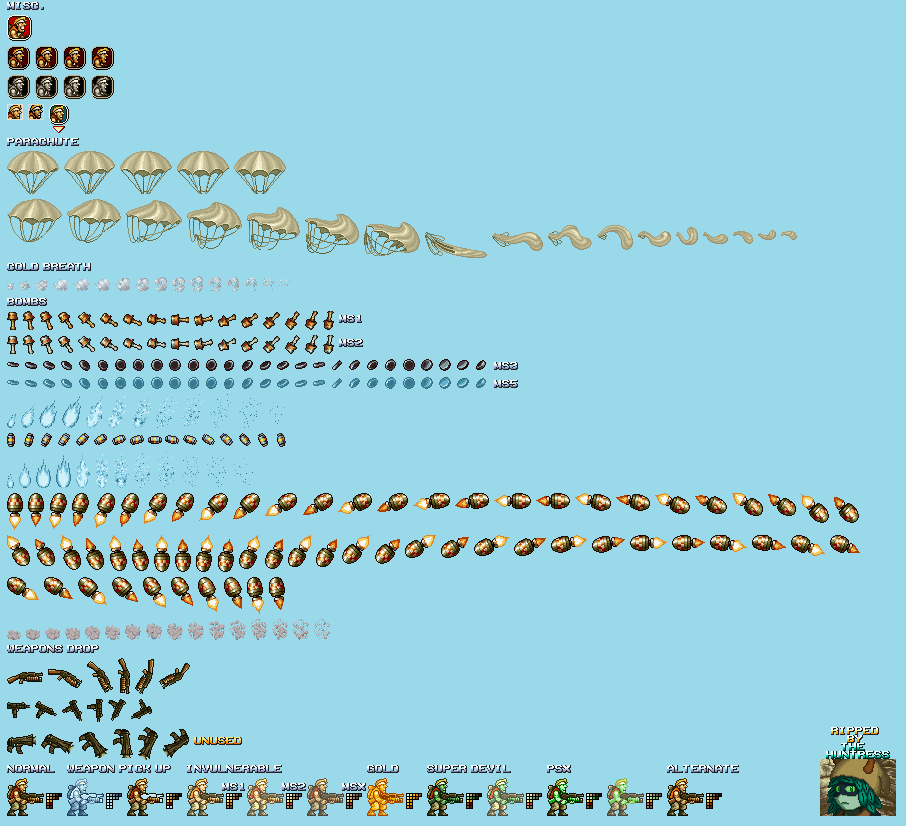 MISC.
PARACHUTE
COLD BREATH
BOMBS
MS1
MS2
MS3
MS5
WEAPONS DROP
UNUSED
RIPPED
BY
THE
HUNTRESS
NORMAL WEAPON PICK UP INVULNERABLE GOLD SUPER DEVIL PSX ALTERNATE
MS1 MS2 MSX